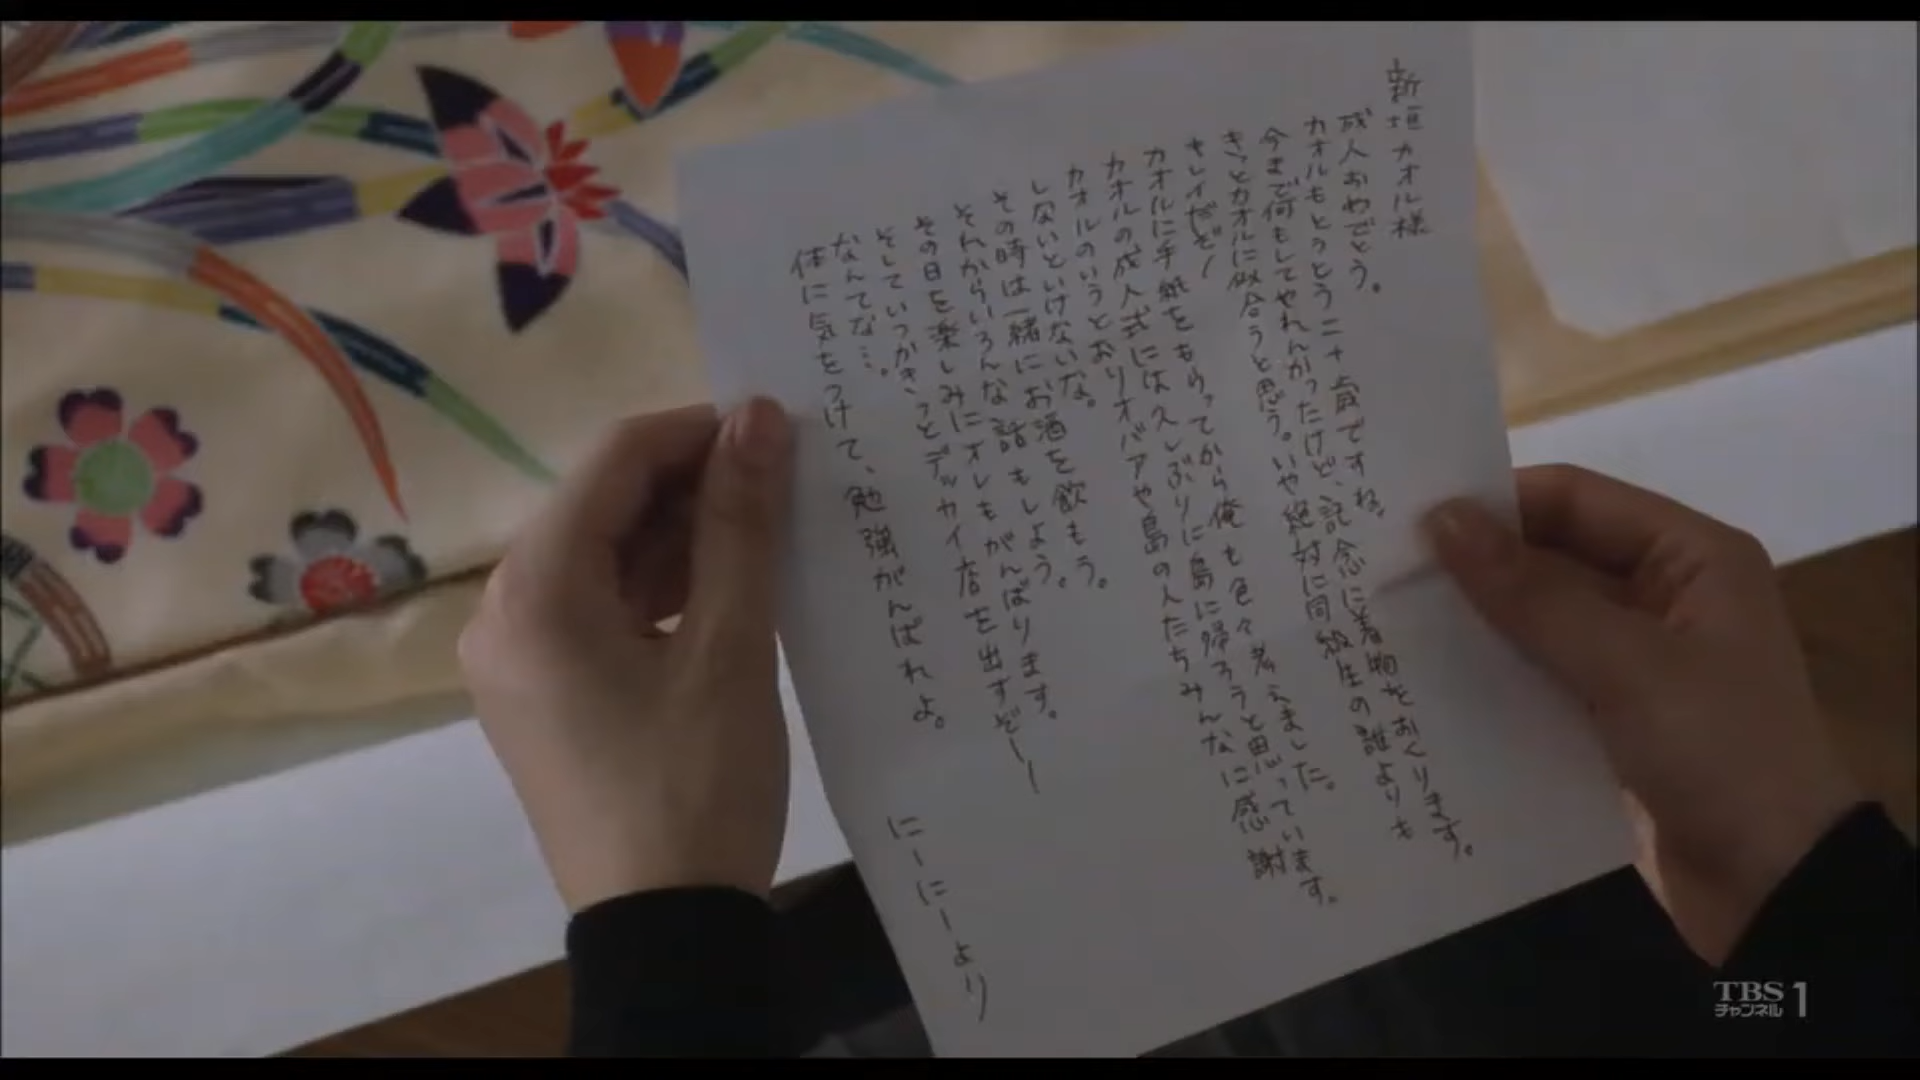 新垣カオル様
成人おめでとう。
カオルもとうとう二十歳ですね。
今まで何もしてやれんかったけど、記念に着物をおくります。
きっとカオルに似合うと思う。いや絶対に同級生の誰よりも
キレイだぞ!
カオルに手紙をもらってから俺も色々考えました。
カオルの成人式には久しぶりに島に帰ろうと思っています。
カオルのいうとおりオバアや島の人たちみんなに感謝
しないといけないな。
その時は一緒にお酒を飲もう。
それからいろんな話もしよう。
その日を楽しみにオレもがんばります。
そしていつかきっとデッカイ店を出すぞーー
なんてな…。
体に気をつけて、勉強がんばれよ。
にーにーより
TBS
チャンネル1